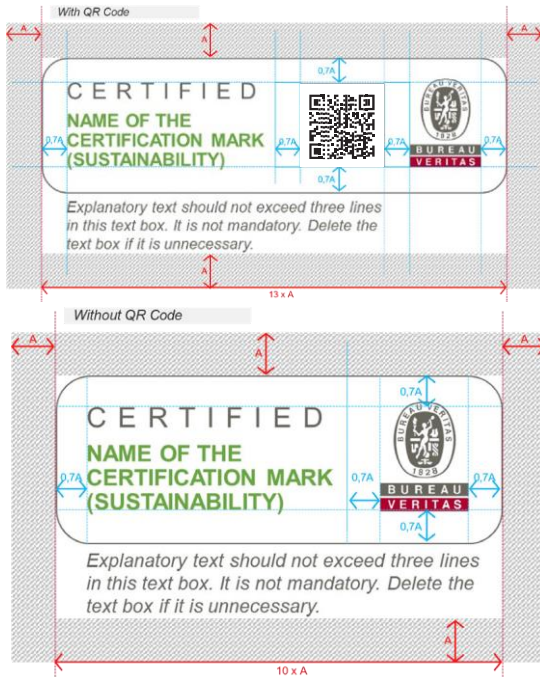 With QR Code
A
A
A
0,7A
CERTIFIED
NAME OF THE
CERTIFICATION MARK
(SUSTAINABILITY)
0,7A
0,7A
0,7A
0,7A
0,7A
BUREAU VERITAS
1828
BUREAU
VERITAS
Explanatory text should not exceed three lines
in this text box. It is not mandatory. Delete the
text box if it is unnecessary.
A
13 x A
Without QR Code
A
A
A
0,7A
CERTIFIED
NAME OF THE
CERTIFICATION MARK
(SUSTAINABILITY)
0,7A
0,7A
0,7A
BUREAU VERITAS
1828
BUREAU
VERITAS
0,7A
Explanatory text should not exceed three lines
in this text box. It is not mandatory. Delete the
text box if it is unnecessary.
A
10 x A